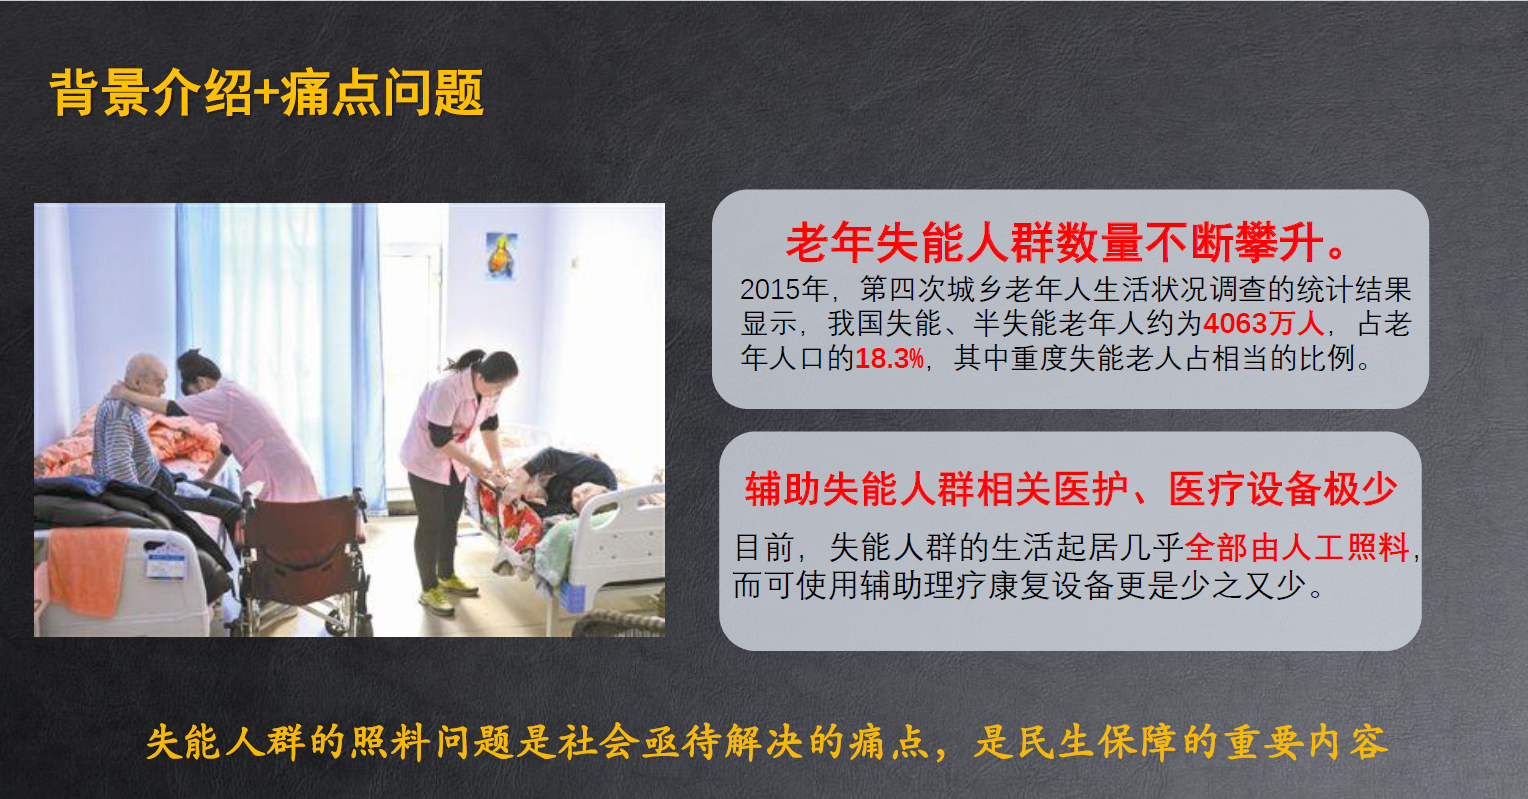 背景介绍+痛点问题
老年失能人群数量不断攀升。
2015年，第四次城乡老年人生活状况调查的统计结果
显示，我国失能、半失能老年人约为4063万人，占老
年人口的18.3%，其中重度失能老人占相当的比例。
辅助失能人群相关医护、医疗设备极少
目前，失能人群的生活起居几乎全部由人工照料，
而可使用辅助理疗康复设备更是少之又少。
失能人群的照料问题是社会亟待解决的痛点，是民生保障的重要内容